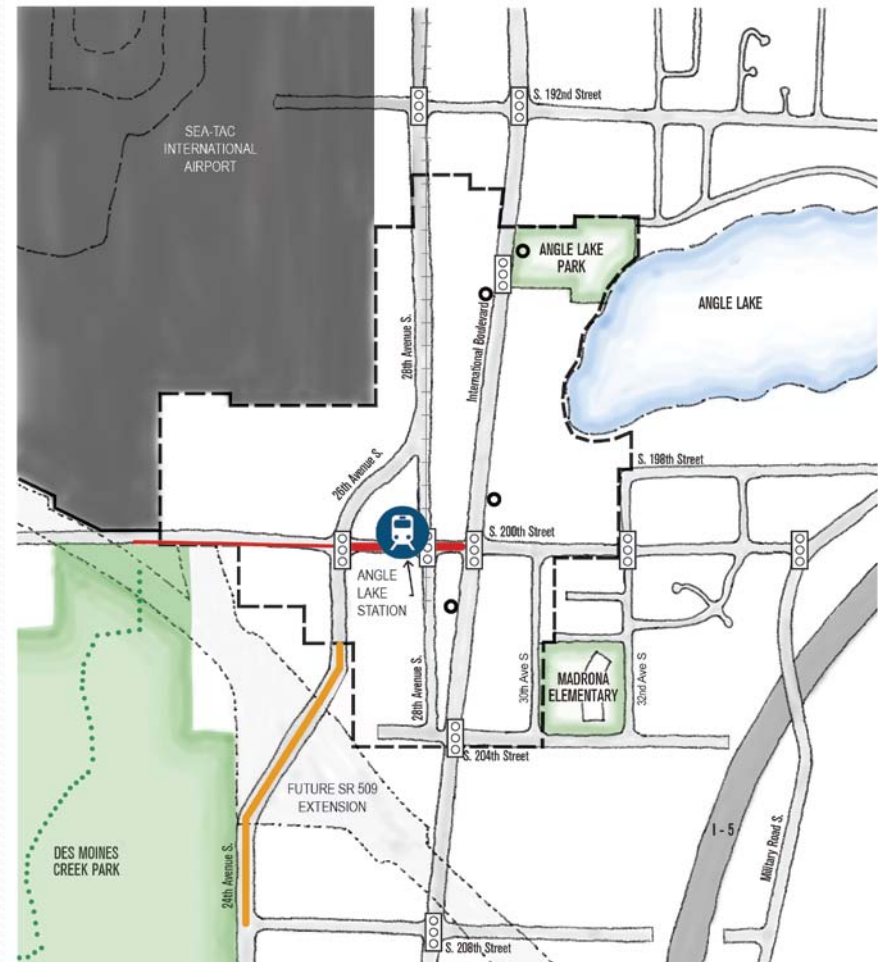 S. 192nd Street
SEA-TAC
INTERNATIONAL
AIRPORT
ANGLE LAKE
PARK
ANGLE LAKE
28th Avenue S.
International Boulevard
26th Avenue S.
S. 198th Street
S. 200th Street
ANGLE
LAKE
STATION
28th Avenue S.
30th Ave S
MADRONA
ELEMENTARY
32nd Ave S
S. 204th Street
FUTURE SR 509
EXTENSION
I - 5
Military Road S.
DES MOINES
CREEK PARK
24th Avenue S.
S. 208th Street